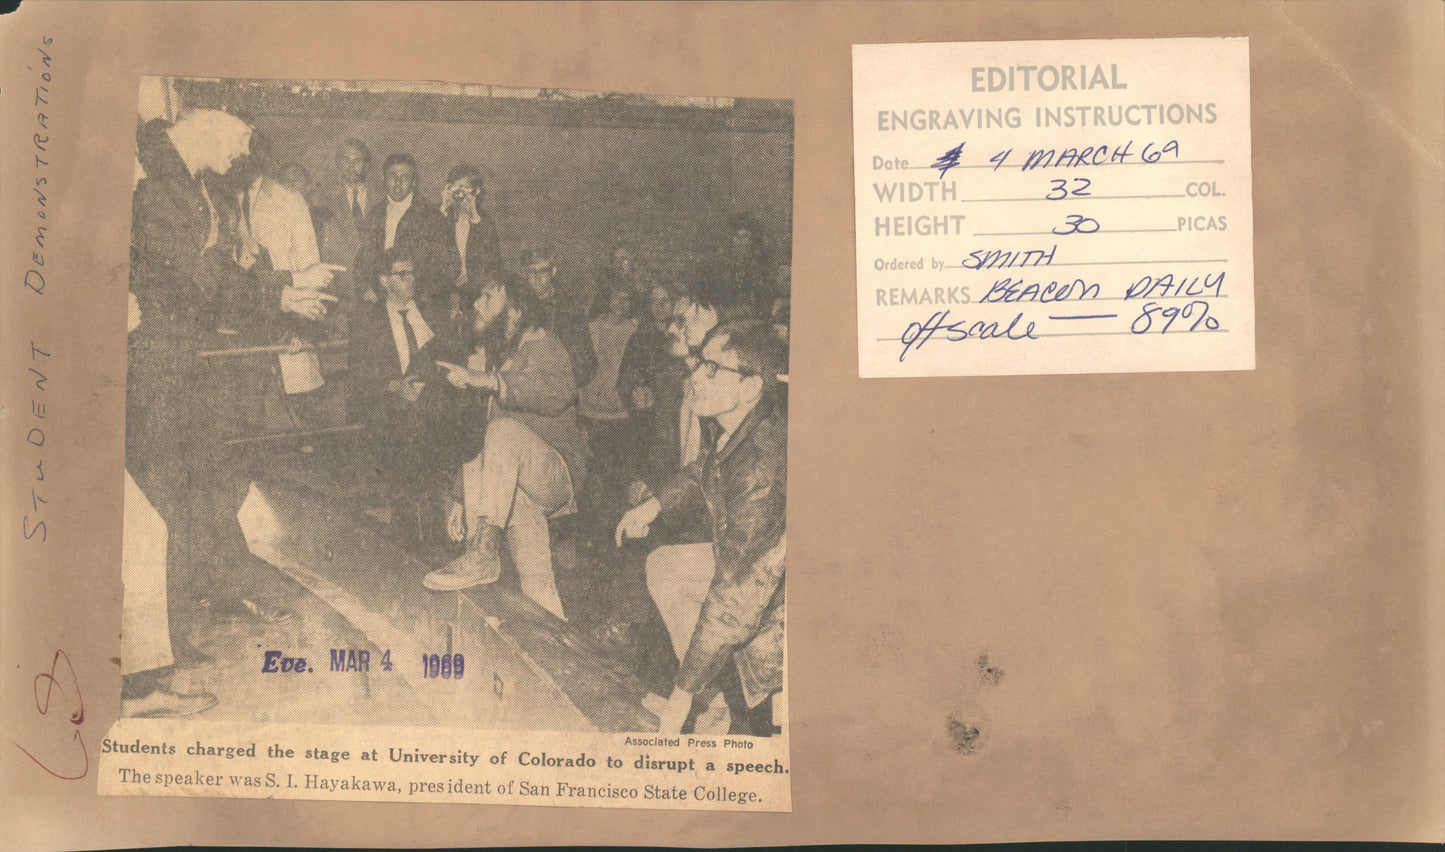 STUDENT DEMONSTRATIONS
EDITORIAL
ENGRAVING INSTRUCTIONS
Date 4 MARCH 69
WIDTH 32 COL.
HEIGHT 30 PICAS
Ordered by SMITH
REMARKS BEACON DAILY
off scale — 89%
Eve. MAR 4 1969
Associated Press Photo
Students charged the stage at University of Colorado to disrupt a speech.
The speaker was S. I. Hayakawa, president of San Francisco State College.